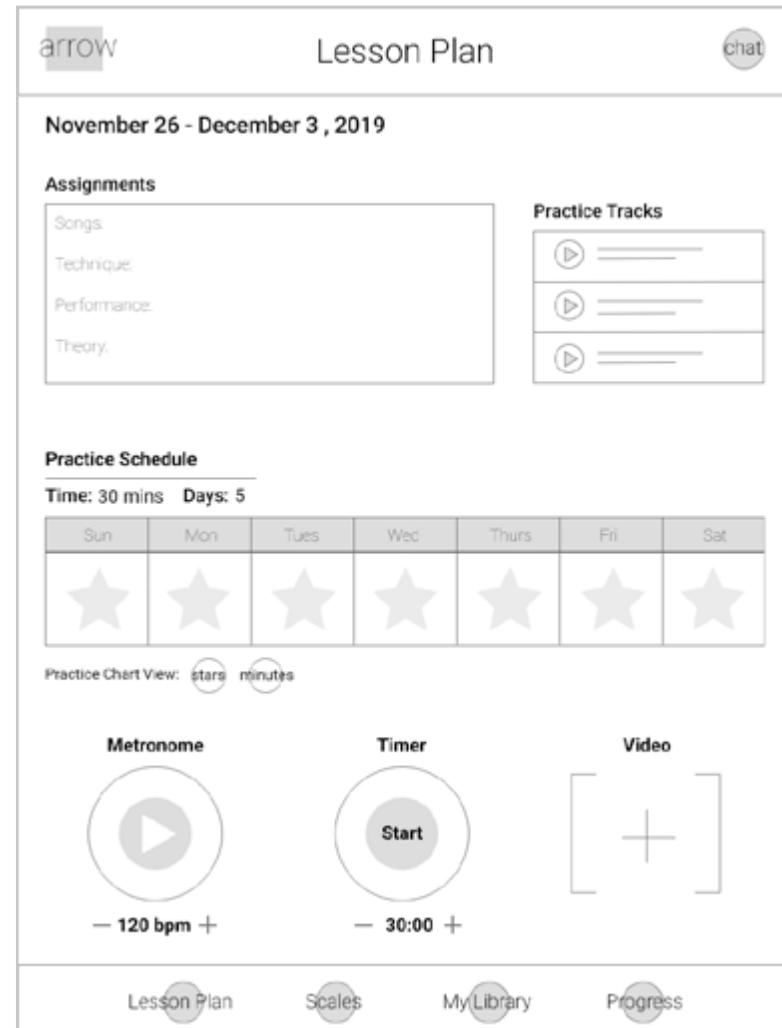 arrow Lesson Plan chat
November 26 - December 3 , 2019
Assignments
Songs:
Technique:
Performance:
Theory:
Practice Tracks
Practice Schedule
Time: 30 mins Days: 5
Sun Mon Tues Wed Thurs Fri Sat
Practice Chart View: stars minutes
Metronome Timer Video
Start
— 120 bpm + — 30:00 +
Lesson Plan Scales My Library Progress